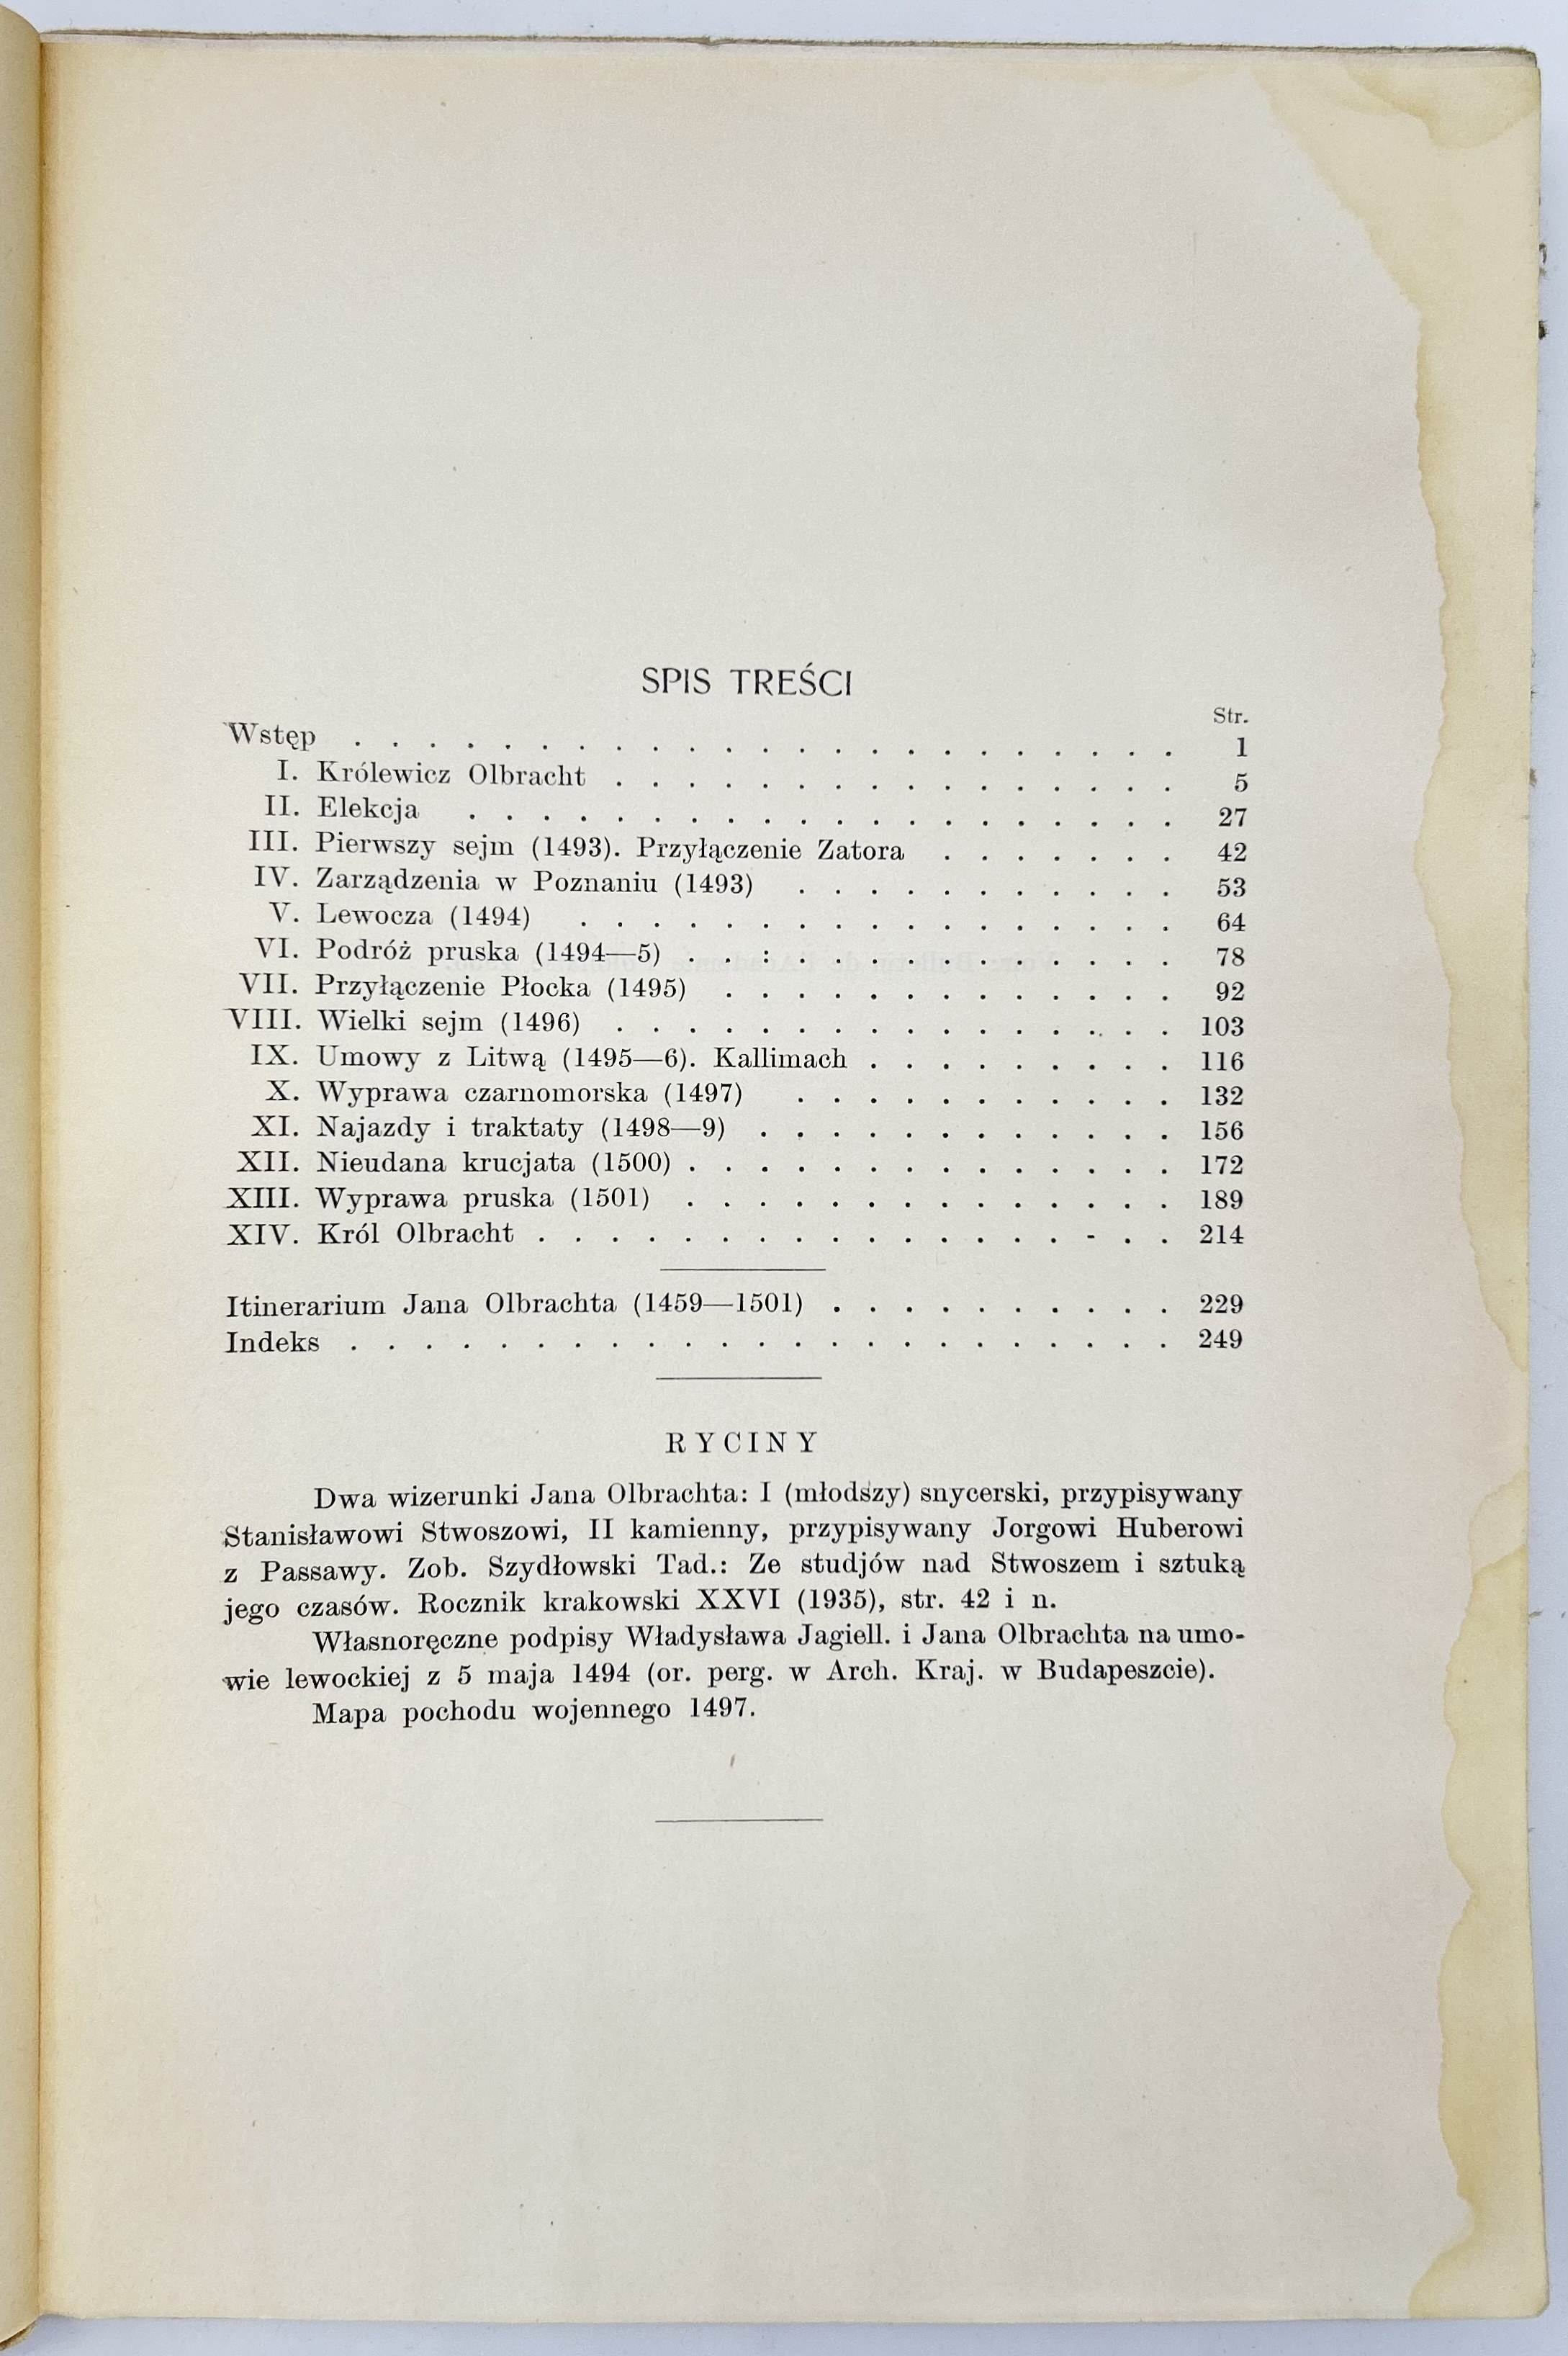 SPIS TREŚCI
Str.
Wstęp . . . . . . . . . . . . . . . . . . . . . . . 1
I. Królewicz Olbracht . . . . . . . . . . . . . . . . 5
II. Elekcja . . . . . . . . . . . . . . . . . . . . 27
III. Pierwszy sejm (1493). Przyłączenie Zatora . . . . . . . 42
IV. Zarządzenia w Poznaniu (1493) . . . . . . . . . . . 53
V. Lewocza (1494) . . . . . . . . . . . . . . . . . 64
VI. Podróż pruska (1494—5) . . : . . . . . . . . . . . 78
VII. Przyłączenie Płocka (1495) . . . . . . . . . . . . . 92
VIII. Wielki sejm (1496) . . . . . . . . . . . . . . . . 103
IX. Umowy z Litwą (1495—6). Kallimach . . . . . . . . . 116
X. Wyprawa czarnomorska (1497) . . . . . . . . . . . 132
XI. Najazdy i traktaty (1498—9) . . . . . . . . . . . . 156
XII. Nieudana krucjata (1500) . . . . . . . . . . . . . . 172
XIII. Wyprawa pruska (1501) . . . . . . . . . . . . . . 189
XIV. Król Olbracht . . . . . . . . . . . . . . . - . . 214
Itinerarium Jana Olbrachta (1459—1501) . . . . . . . . . . 229
Indeks . . . . . . . . . . . . . . . . . . . . . . . 249
RYCINY
Dwa wizerunki Jana Olbrachta: I (młodszy) snycerski, przypisywany
Stanisławowi Stwoszowi, II kamienny, przypisywany Jorgowi Huberowi
z Passawy. Zob. Szydłowski Tad.: Ze studjów nad Stwoszem i sztuką
jego czasów. Rocznik krakowski XXVI (1935), str. 42 i n.
Własnoręczne podpisy Władysława Jagiell. i Jana Olbrachta na umo-
wie lewockiej z 5 maja 1494 (or. perg. w Arch. Kraj. w Budapeszcie).
Mapa pochodu wojennego 1497.